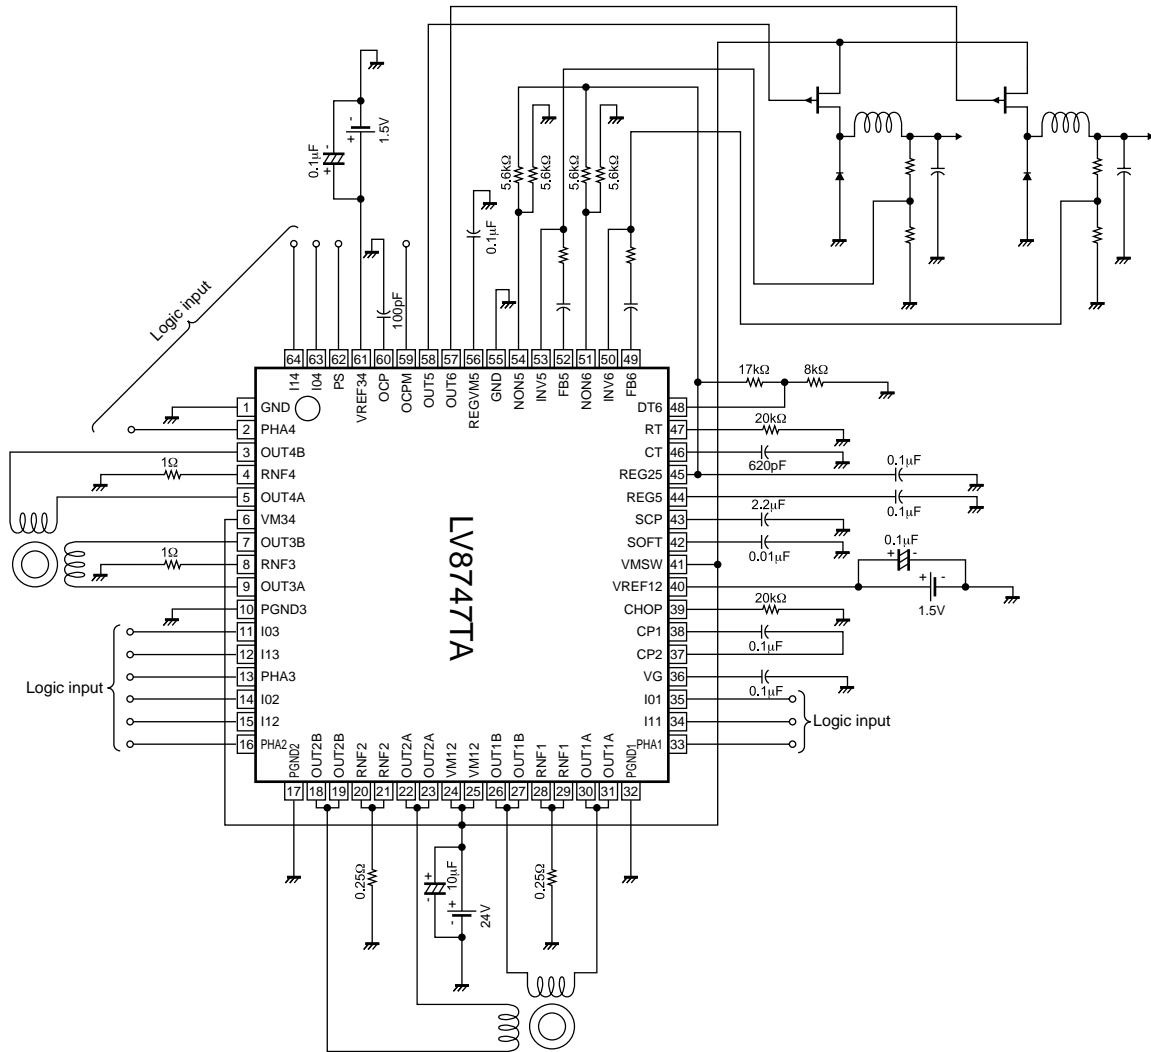 1.5V
0.1µF
- +
- +
5.6kΩ
5.6kΩ
5.6kΩ
5.6kΩ
0.1µF
100pF
Logic input
64 63 62 61 60 59 58 57 56 55 54 53 52 51 50 49
I14 I04 PS VREF34 OCP OCPM OUT5 OUT6 REGVM5 GND NON5 INV5 FB5 NON6 INV6 FB6
LV8747TA
1 GND
2 PHA4
3 OUT4B
1Ω
4 RNF4
5 OUT4A
6 VM34
7 OUT3B
1Ω
8 RNF3
9 OUT3A
10 PGND3
11 I03
12 I13
13 PHA3
Logic input
14 I02
15 I12
16 PHA2
17kΩ 8kΩ
DT6 48
20kΩ
RT 47
CT 46
620pF
0.1µF
REG25 45
REG5 44
0.1µF
2.2µF
SCP 43
SOFT 42
0.01µF
0.1µF
+ -
VMSW 41
VREF12 40
+ -
1.5V
20kΩ
CHOP 39
CP1 38
0.1µF
CP2 37
VG 36
0.1µF
I01 35
I11 34
Logic input
PHA1 33
PGND2 OUT2B OUT2B RNF2 RNF2 OUT2A OUT2A VM12 VM12 OUT1B OUT1B RNF1 RNF1 OUT1A OUT1A PGND1
17 18 19 20 21 22 23 24 25 26 27 28 29 30 31 32
0.25Ω
10µF
+ -
+ -
24V
0.25Ω